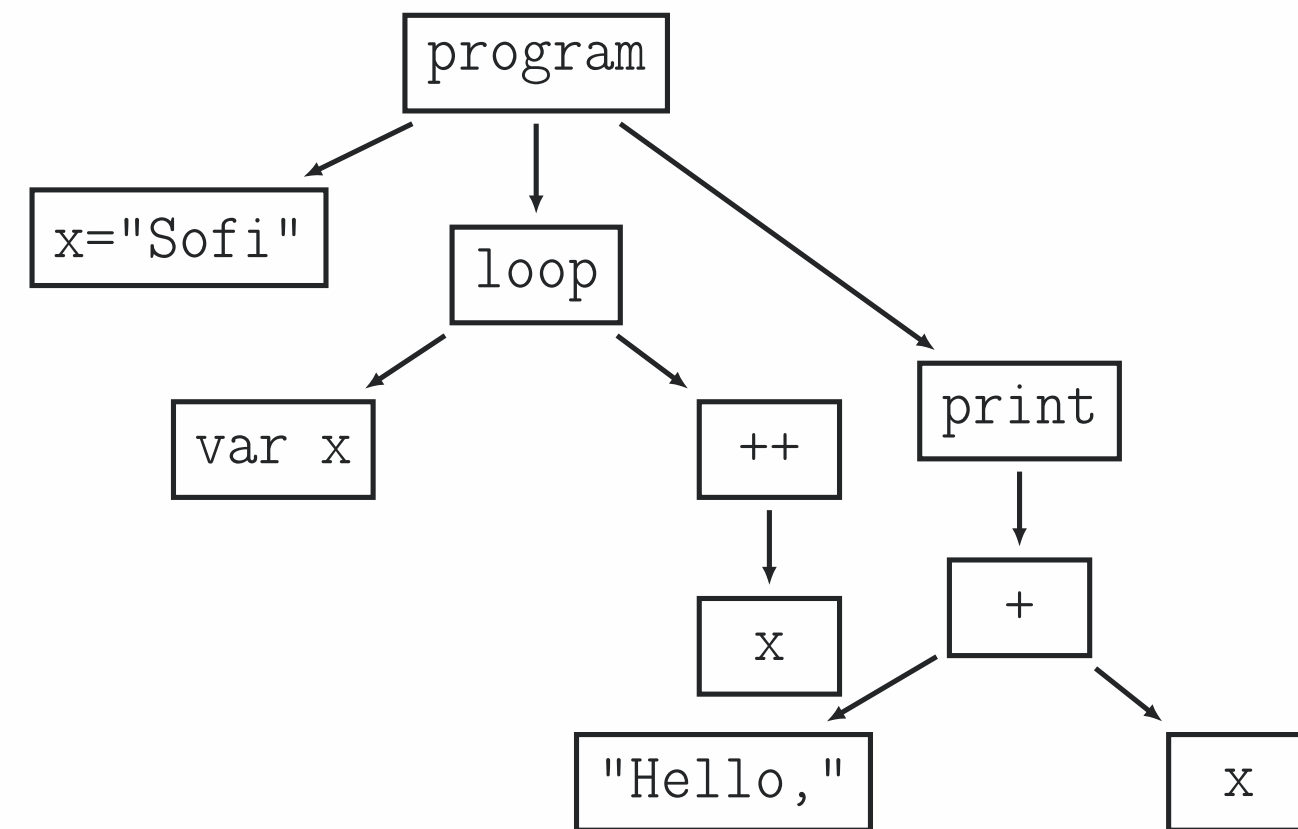 program
x="Sofi"
loop
print
var x
++
+
x
"Hello,"
x